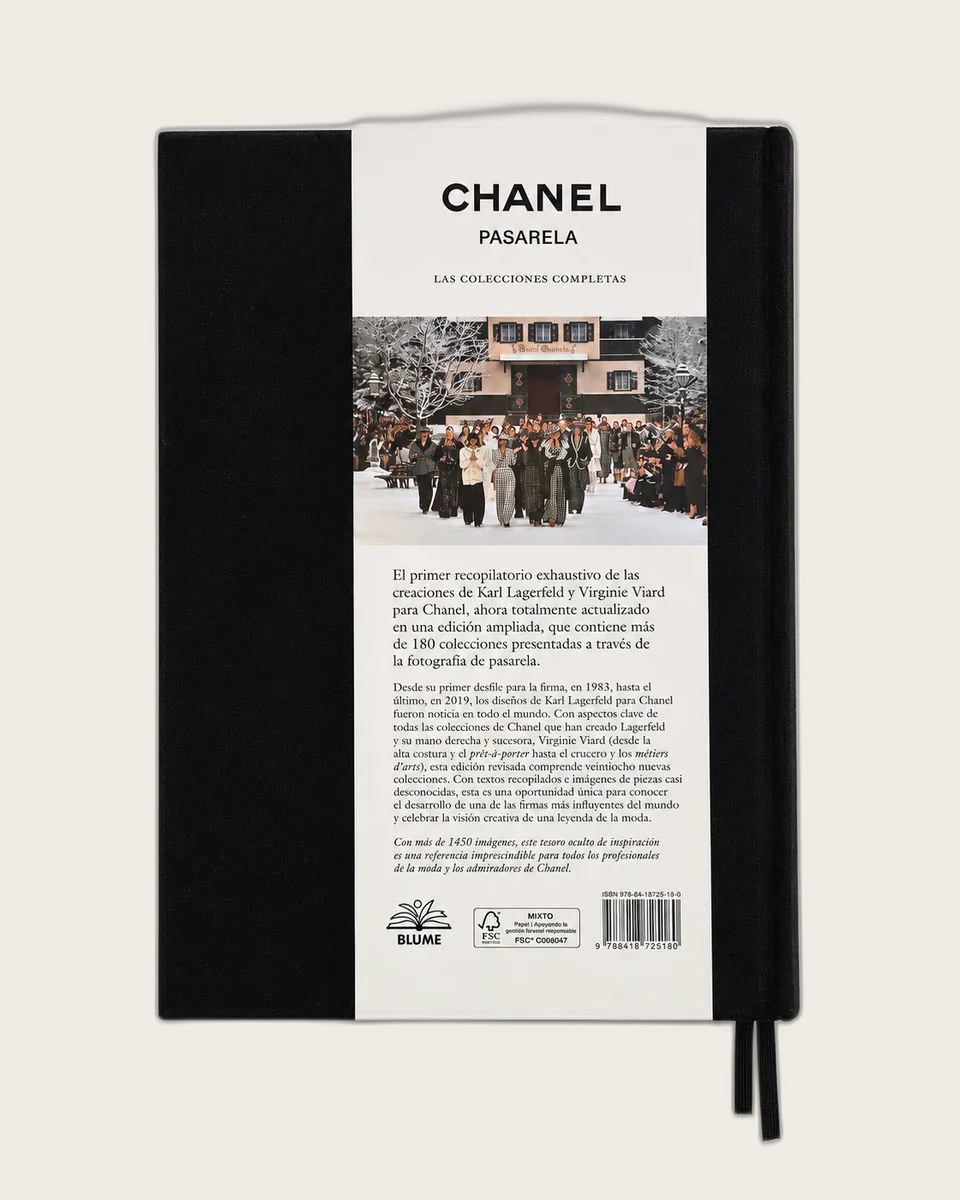 CHANEL
PASARELA
LAS COLECCIONES COMPLETAS
El primer recopilatorio exhaustivo de las
creaciones de Karl Lagerfeld y Virginie Viard
para Chanel, ahora totalmente actualizado
en una edición ampliada, que contiene más
de 180 colecciones presentadas a través de
la fotografía de pasarela.
Desde su primer desfile para la firma, en 1983, hasta el
último, en 2019, los diseños de Karl Lagerfeld para Chanel
fueron noticia en todo el mundo. Con aspectos clave de
todas las colecciones de Chanel que han creado Lagerfeld
y su mano derecha y sucesora, Virginie Viard (desde la
alta costura y el prêt-à-porter hasta el crucero y los métiers
d'arts), esta edición revisada comprende veintiocho nuevas
colecciones. Con textos recopilados e imágenes de piezas casi
desconocidas, esta es una oportunidad única para conocer
el desarrollo de una de las firmas más influyentes del mundo
y celebrar la visión creativa de una leyenda de la moda.
Con más de 1450 imágenes, este tesoro oculto de inspiración
es una referencia imprescindible para todos los profesionales
de la moda y los admiradores de Chanel.
BLUME
FSC
MIXTO
Papel | Apoyando la
gestión forestal responsable
FSC® C008047
ISBN 978-84-18725-18-0
9 788418 725180